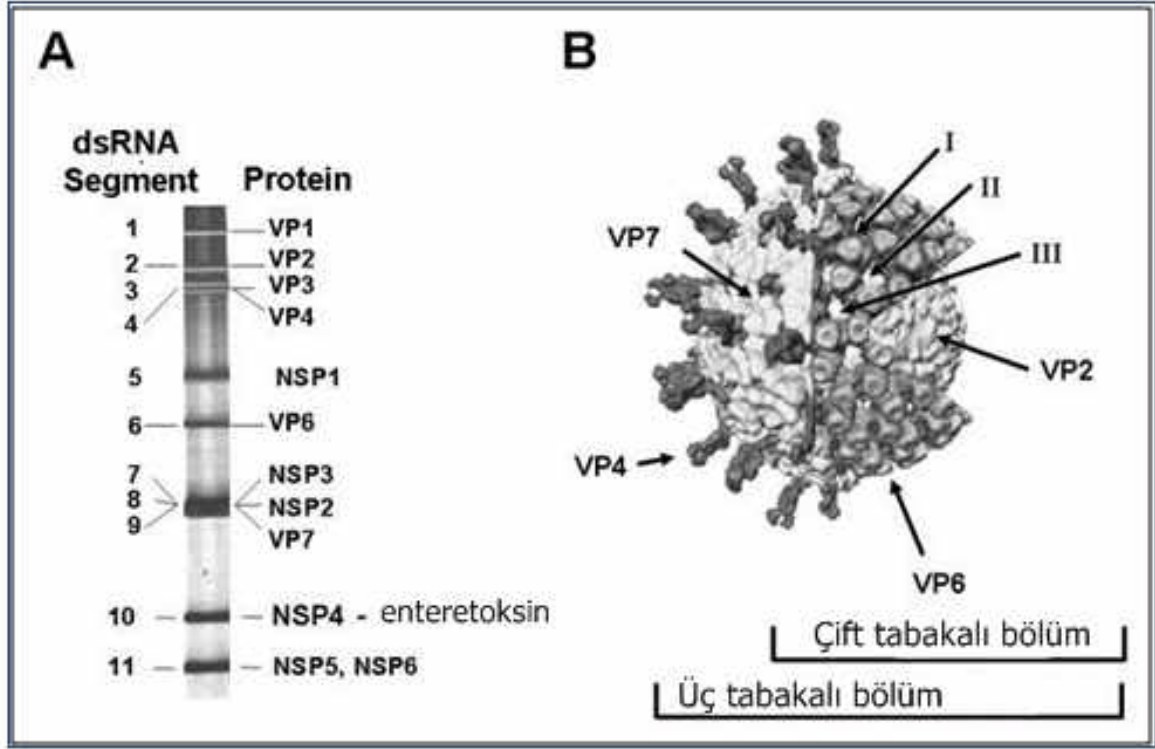 A
dsRNA
Segment
Protein
1
VP1
2
VP2
3
VP3
4
VP4
5
NSP1
6
VP6
7
NSP3
8
NSP2
9
VP7
10
NSP4 - enteretoksin
11
NSP5, NSP6
B
I
II
III
VP7
VP2
VP4
VP6
Çift tabakalı bölüm
Üç tabakalı bölüm